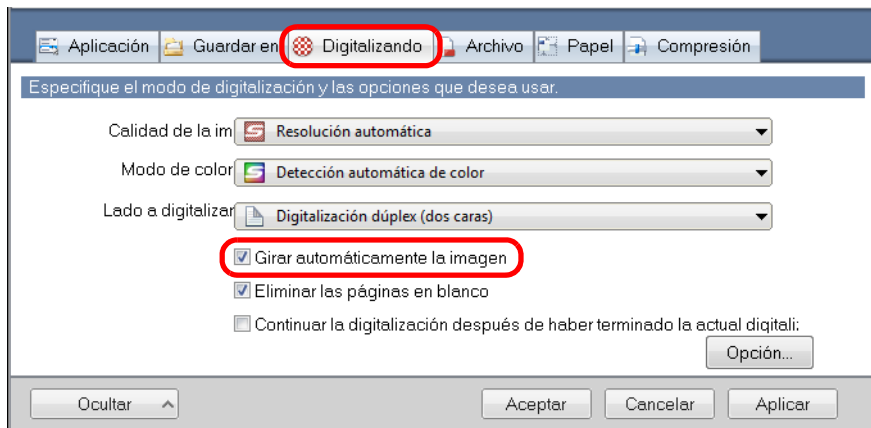 Aplicación Guardar en Digitalizando Archivo Papel Compresión
Especifique el modo de digitalización y las opciones que desea usar.
Calidad de la im Resolución automática
Modo de color Detección automática de color
Lado a digitalizar Digitalización dúplex (dos caras)
Girar automáticamente la imagen
Eliminar las páginas en blanco
Continuar la digitalización después de haber terminado la actual digitali
Opción...
Ocultar Aceptar Cancelar Aplicar